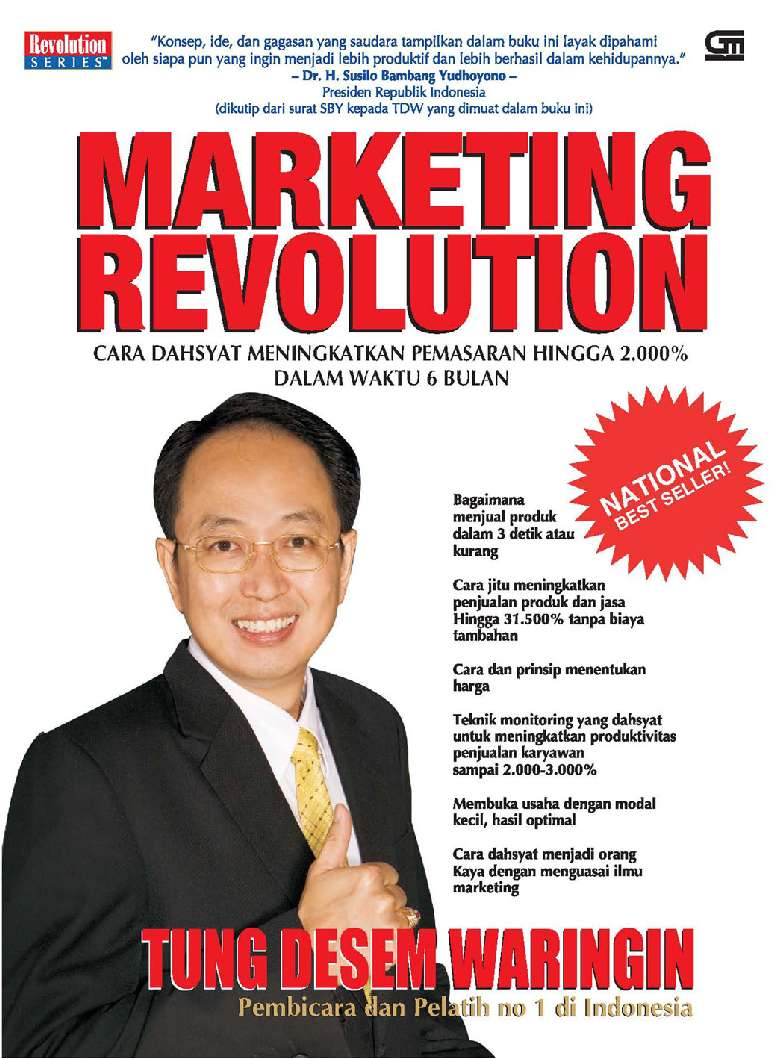 Revolution
SERIES™
"Konsep, ide, dan gagasan yang saudara tampilkan dalam buku ini layak dipahami
oleh siapa pun yang ingin menjadi lebih produktif dan lebih berhasil dalam kehidupannya."
– Dr. H. Susilo Bambang Yudhoyono –
Presiden Republik Indonesia
(dikutip dari surat SBY kepada TDW yang dimuat dalam buku ini)
GM
MARKETING
REVOLUTION
CARA DAHSYAT MENINGKATKAN PEMASARAN HINGGA 2.000%
DALAM WAKTU 6 BULAN
NATIONAL
BEST SELLER!
Bagaimana
menjual produk
dalam 3 detik atau
kurang
Cara jitu meningkatkan
penjualan produk dan jasa
Hingga 31.500% tanpa biaya
tambahan
Cara dan prinsip menentukan
harga
Teknik monitoring yang dahsyat
untuk meningkatkan produktivitas
penjualan karyawan
sampai 2.000-3.000%
Membuka usaha dengan modal
kecil, hasil optimal
Cara dahsyat menjadi orang
Kaya dengan menguasai ilmu
marketing
TUNG DESEM WARINGIN
Pembicara dan Pelatih no 1 di Indonesia